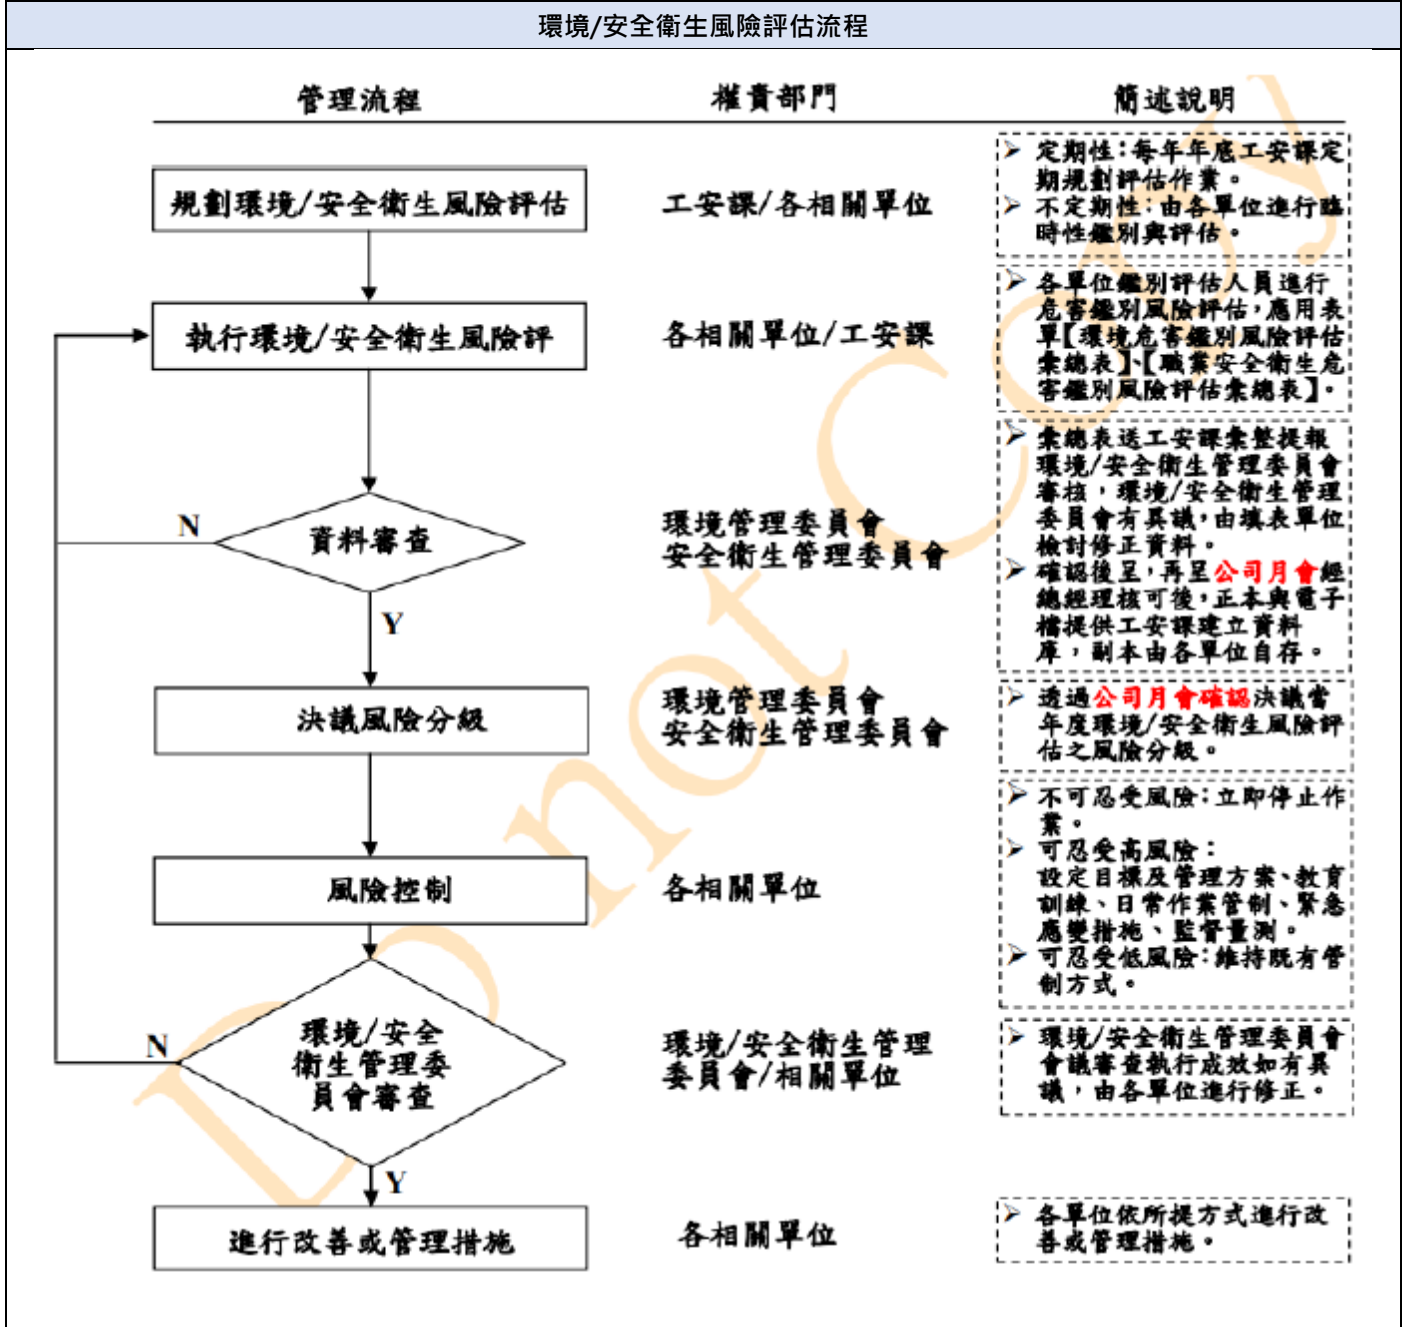 環境/安全衛生風險評估流程
管理流程
權責部門
簡述說明
規劃環境/安全衛生風險評估
工安課/各相關單位
➢ 定期性：每年年底工安課定
期規劃評估作業。
➢ 不定期性：由各單位進行臨
時性鑑別與評估。
執行環境/安全衛生風險評
各相關單位/工安課
➢ 各單位鑑別評估人員進行
危害鑑別風險評估，應用表
單【環境危害鑑別風險評估
彙總表】、【職業安全衛生危
害鑑別風險評估彙總表】。
資料審查
N
Y
環境管理委員會
安全衛生管理委員會
➢ 彙總表送工安課彙整提報
環境/安全衛生管理委員會
審核，環境/安全衛生管理
委員會有異議，由填表單位
檢討修正資料。
➢ 確認後呈，再呈公司月會經
總經理核可後，正本與電子
檔提供工安課建立資料
庫，副本由各單位自存。
決議風險分級
環境管理委員會
安全衛生管理委員會
➢ 透過公司月會確認決議當
年度環境/安全衛生風險評
估之風險分級。
風險控制
各相關單位
➢ 不可忍受風險：立即停止作
業。
➢ 可忍受高風險：
設定目標及管理方案、教育
訓練、日常作業管制、緊急
應變措施、監督量測。
➢ 可忍受低風險：維持既有管
制方式。
環境/安全
衛生管理委
員會審查
N
Y
環境/安全衛生管理
委員會/相關單位
➢ 環境/安全衛生管理委員會
會議審查執行成效如有異
議，由各單位進行修正。
進行改善或管理措施
各相關單位
➢ 各單位依所提方式進行改
善或管理措施。
Do not Copy